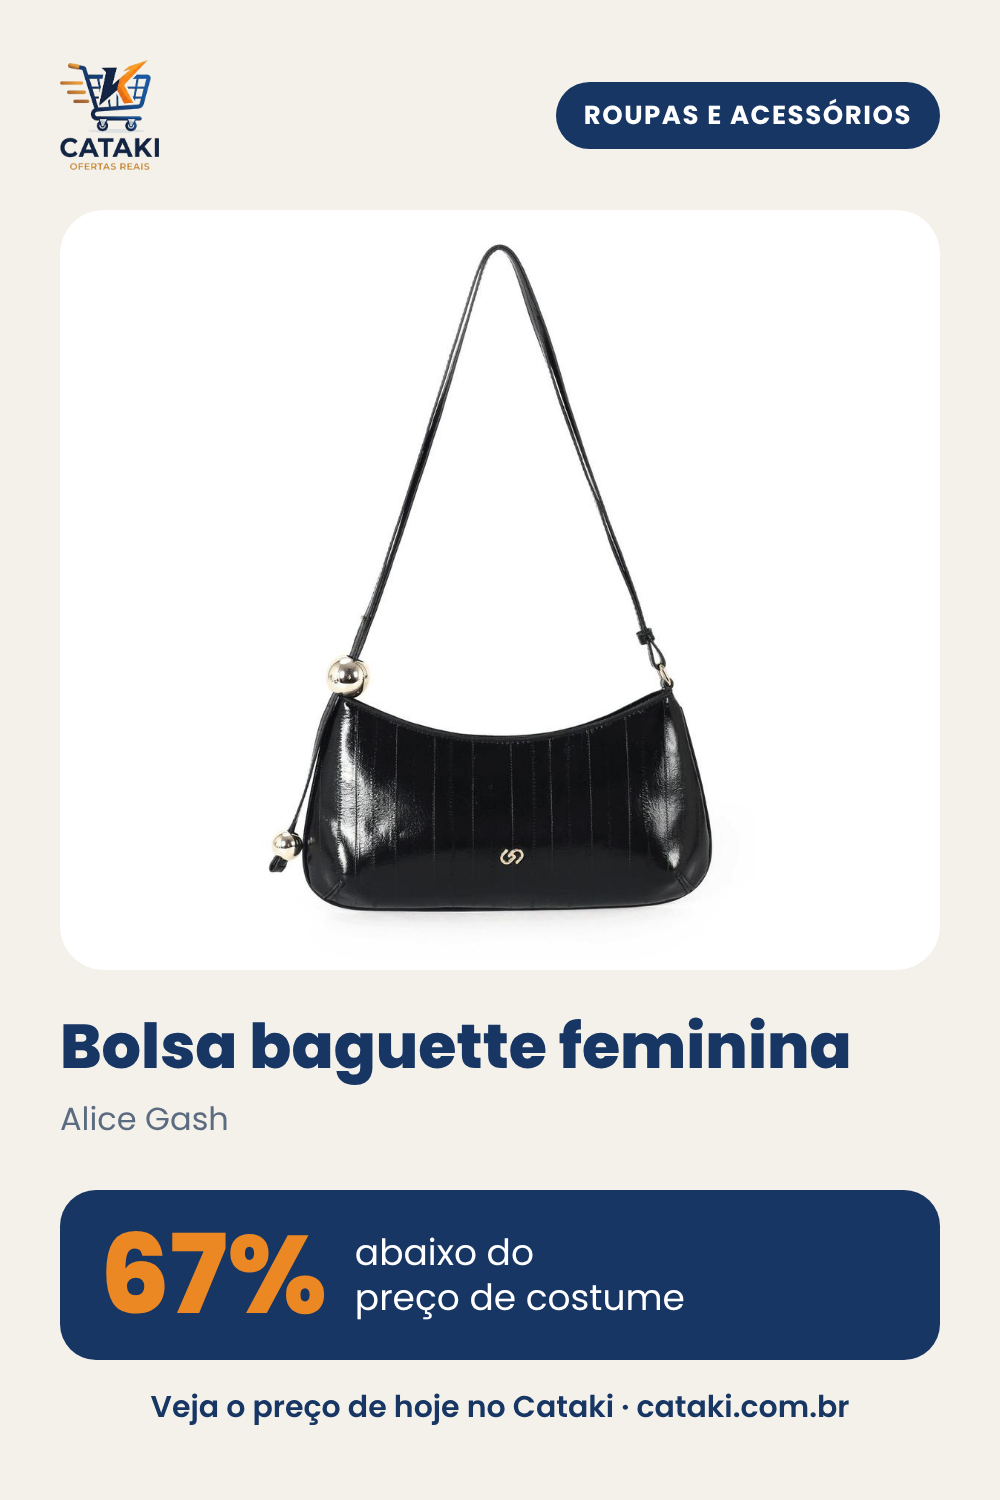 CATAKI
OFERTAS REAIS
ROUPAS E ACESSÓRIOS
Bolsa baguette feminina
Alice Gash
67%
abaixo do
preço de costume
Veja o preço de hoje no Cataki · cataki.com.br